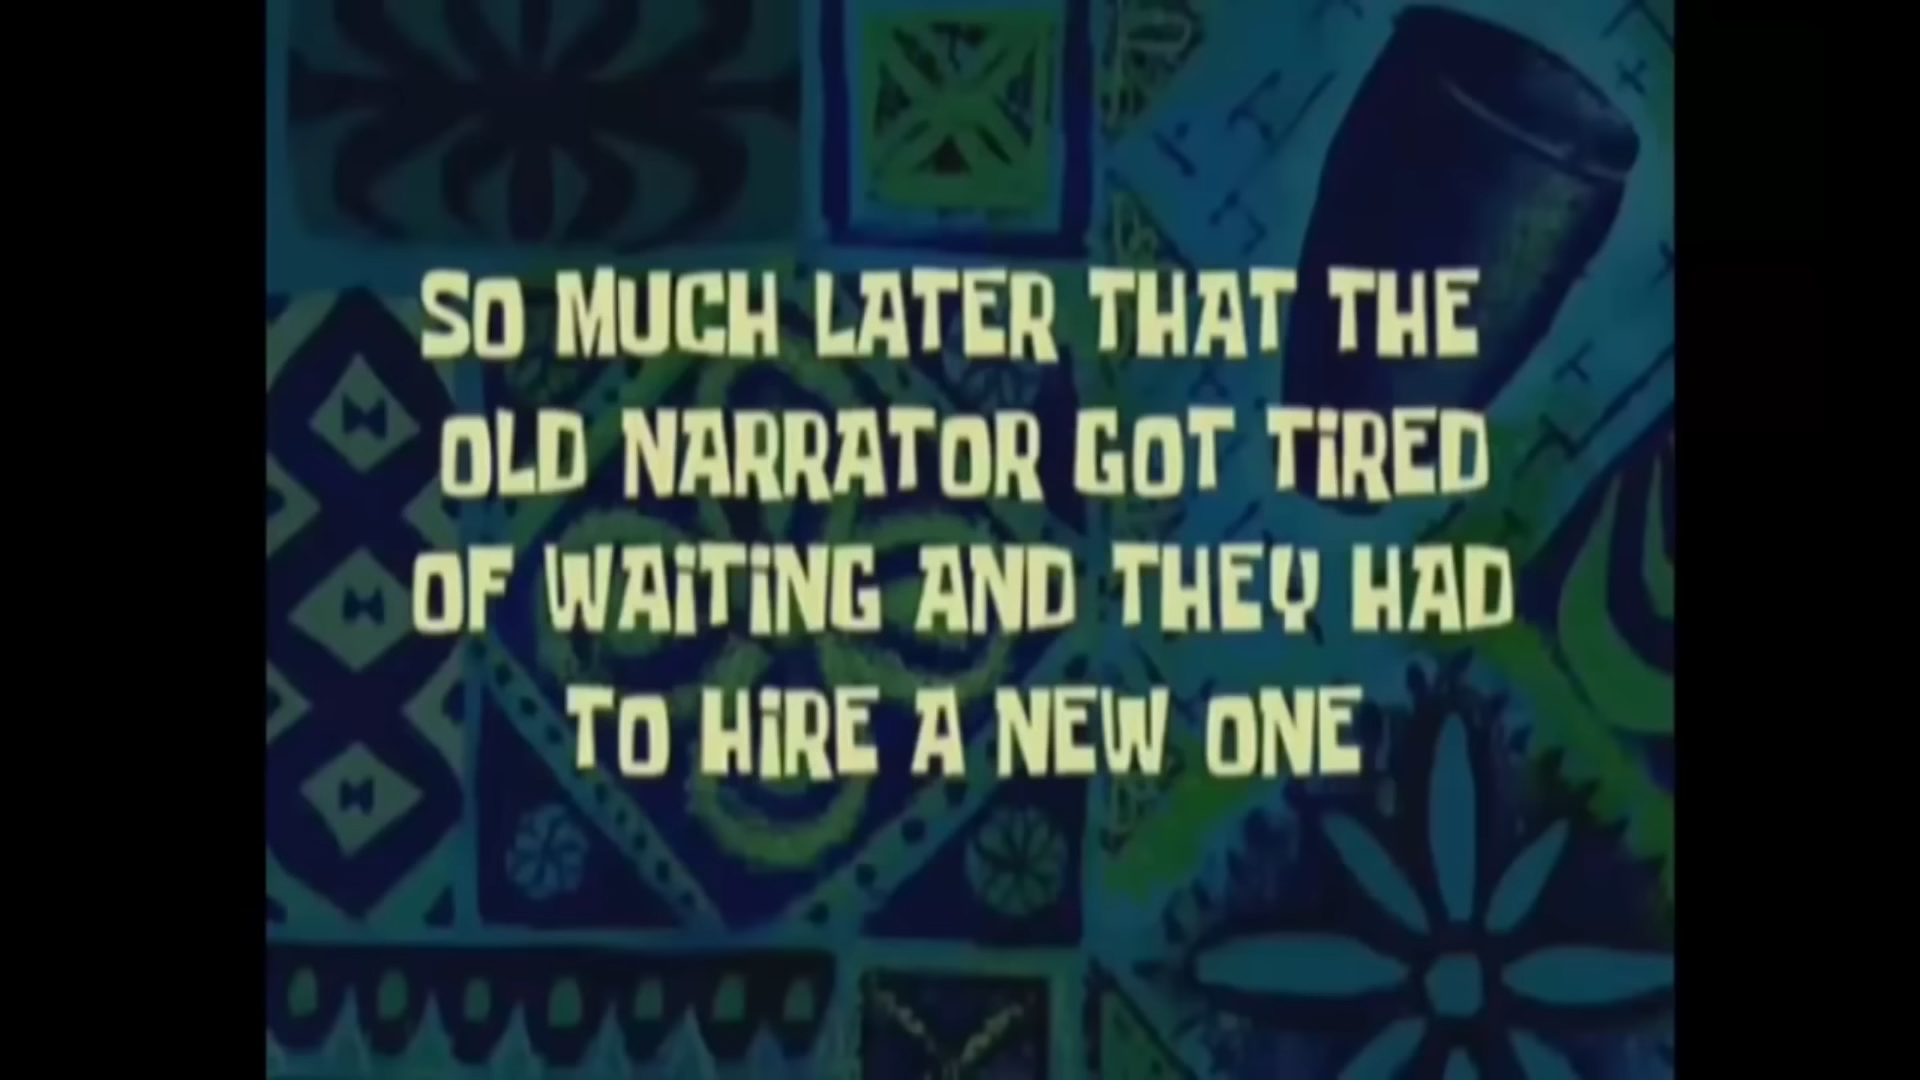 SO MUCH LATER THAT THE
OLD NARRATOR GOT TiRED
OF WAiTiNG AND THEY HAD
TO HiRE A NEW ONE